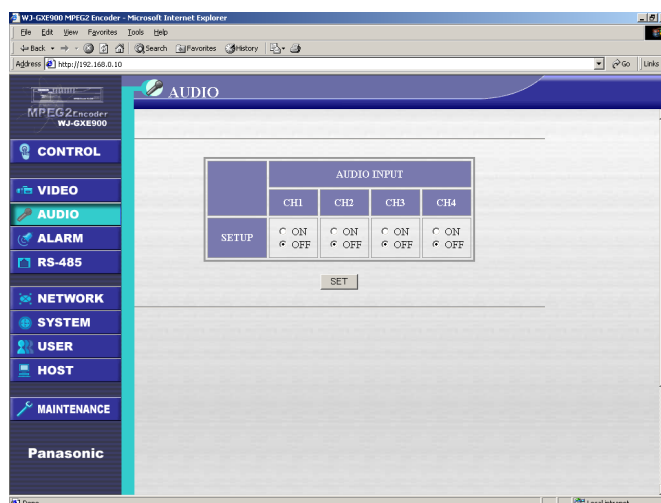 WJ-GXE900 MPEG2 Encoder - Microsoft Internet Explorer
File Edit View Favorites Tools Help
Back Search Favorites History
Address http://192.168.0.10 Go Links
MPEG2Encoder
WJ-GXE900
AUDIO
CONTROL
VIDEO
AUDIO
ALARM
RS-485
NETWORK
SYSTEM
USER
HOST
MAINTENANCE
Panasonic
AUDIO INPUT
CH1 CH2 CH3 CH4
SETUP
ON ON ON ON
OFF OFF OFF OFF
SET
Done Local intranet